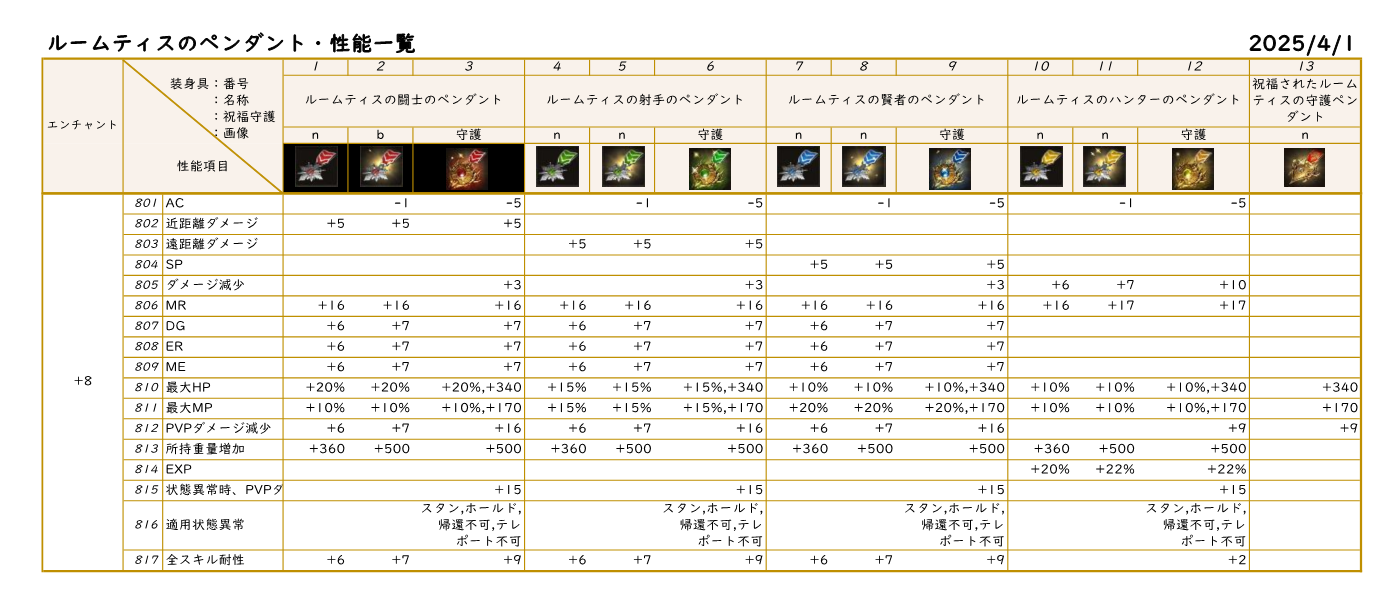 ルームティスのペンダント・性能一覧 2025/4/1
エンチャント
装身具：番号
：名称
：祝福守護
：画像
性能項目
1 2 3 4 5 6 7 8 9 10 11 12 13
ルームティスの闘士のペンダント ルームティスの射手のペンダント ルームティスの賢者のペンダント ルームティスのハンターのペンダント
祝福されたルーム
ティスの守護ペン
ダント
n b 守護 n n 守護 n n 守護 n n 守護 n
+8
801 AC -1 -5 -1 -5 -1 -5 -1 -5
802 近距離ダメージ +5 +5 +5
803 遠距離ダメージ +5 +5 +5
804 SP +5 +5 +5
805 ダメージ減少 +3 +3 +3 +6 +7 +10
806 MR +16 +16 +16 +16 +16 +16 +16 +16 +16 +16 +17 +17
807 DG +6 +7 +7 +6 +7 +7 +6 +7 +7
808 ER +6 +7 +7 +6 +7 +7 +6 +7 +7
809 ME +6 +7 +7 +6 +7 +7 +6 +7 +7
810 最大HP +20% +20% +20%,+340 +15% +15% +15%,+340 +10% +10% +10%,+340 +10% +10% +10%,+340 +340
811 最大MP +10% +10% +10%,+170 +15% +15% +15%,+170 +20% +20% +20%,+170 +10% +10% +10%,+170 +170
812 PVPダメージ減少 +6 +7 +16 +6 +7 +16 +6 +7 +16 +9 +9
813 所持重量増加 +360 +500 +500 +360 +500 +500 +360 +500 +500 +360 +500 +500
814 EXP +20% +22% +22%
815 状態異常時、PVPダ +15 +15 +15 +15
816 適用状態異常
スタン,ホールド,
帰還不可,テレ
ポート不可
スタン,ホールド,
帰還不可,テレ
ポート不可
スタン,ホールド,
帰還不可,テレ
ポート不可
スタン,ホールド,
帰還不可,テレ
ポート不可
817 全スキル耐性 +6 +7 +9 +6 +7 +9 +6 +7 +9 +2